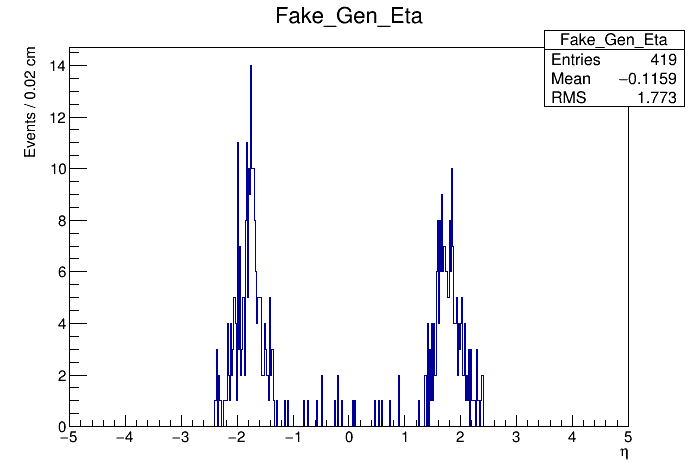 Fake_Gen_Eta
Fake_Gen_Eta
Entries 419
Mean −0.1159
RMS 1.773
Events / 0.02 cm
14
12
10
8
6
4
2
0
−5 −4 −3 −2 −1 0 1 2 3 4 5
η